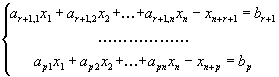 a_{r+1,1}x_1 + a_{r+1,2}x_2 +...+ a_{r+1,n}x_n − x_{n+r+1} = b_{r+1}
..................
a_{p1}x_1 + a_{p2}x_2 +...+ a_{pn}x_n − x_{n+p} = b_p